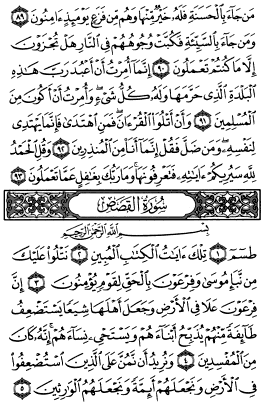 مَن جَآءَ بِٱلْحَسَنَةِ فَلَهُۥ خَيْرٌ مِّنْهَا وَهُم مِّن فَزَعٍ يَوْمَئِذٍ ءَامِنُونَ ٨٩
وَمَن جَآءَ بِٱلسَّيِّئَةِ فَكُبَّتْ وُجُوهُهُمْ فِى ٱلنَّارِ هَلْ تُجْزَوْنَ
إِلَّا مَا كُنتُمْ تَعْمَلُونَ ٩٠ إِنَّمَآ أُمِرْتُ أَنْ أَعْبُدَ رَبَّ هَٰذِهِ
ٱلْبَلْدَةِ ٱلَّذِى حَرَّمَهَا وَلَهُۥ كُلُّ شَىْءٍ وَأُمِرْتُ أَنْ أَكُونَ مِنَ
ٱلْمُسْلِمِينَ ٩١ وَأَنْ أَتْلُوَا۟ ٱلْقُرْءَانَ فَمَنِ ٱهْتَدَىٰ فَإِنَّمَا يَهْتَدِى
لِنَفْسِهِۦ وَمَن ضَلَّ فَقُلْ إِنَّمَآ أَنَا۠ مِنَ ٱلْمُنذِرِينَ ٩٢ وَقُلِ ٱلْحَمْدُ
لِلَّهِ سَيُرِيكُمْ ءَايَٰتِهِۦ فَتَعْرِفُونَهَا وَمَا رَبُّكَ بِغَٰفِلٍ عَمَّا تَعْمَلُونَ ٩٣
سُورَةُ القَصَصِ
بِسْمِ ٱللَّهِ ٱلرَّحْمَٰنِ ٱلرَّحِيمِ
طسٓمٓ ١ تِلْكَ ءَايَٰتُ ٱلْكِتَٰبِ ٱلْمُبِينِ ٢ نَتْلُوا۟ عَلَيْكَ
مِن نَّبَإِ مُوسَىٰ وَفِرْعَوْنَ بِٱلْحَقِّ لِقَوْمٍ يُؤْمِنُونَ ٣ إِنَّ
فِرْعَوْنَ عَلَا فِى ٱلْأَرْضِ وَجَعَلَ أَهْلَهَا شِيَعًا يَسْتَضْعِفُ
طَآئِفَةً مِّنْهُمْ يُذَبِّحُ أَبْنَآءَهُمْ وَيَسْتَحْىِۦ نِسَآءَهُمْ إِنَّهُۥ كَانَ
مِنَ ٱلْمُفْسِدِينَ ٤ وَنُرِيدُ أَن نَّمُنَّ عَلَى ٱلَّذِينَ ٱسْتُضْعِفُوا۟
فِى ٱلْأَرْضِ وَنَجْعَلَهُمْ أَئِمَّةً وَنَجْعَلَهُمُ ٱلْوَٰرِثِينَ ٥